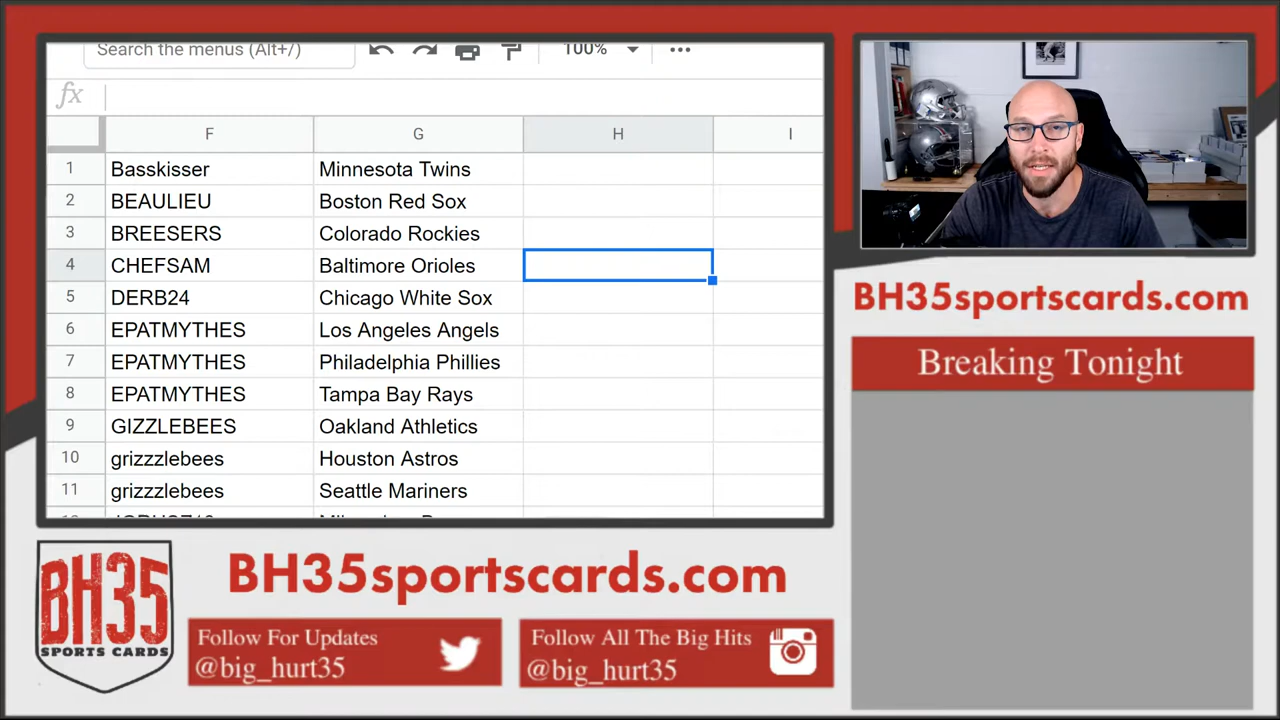 Search the menus (Alt+/)
100%
fx
F G H I
1 Basskisser Minnesota Twins
2 BEAULIEU Boston Red Sox
3 BREESERS Colorado Rockies
4 CHEFSAM Baltimore Orioles
5 DERB24 Chicago White Sox
6 EPATMYTHES Los Angeles Angels
7 EPATMYTHES Philadelphia Phillies
8 EPATMYTHES Tampa Bay Rays
9 GIZZLEBEES Oakland Athletics
10 grizzzlebees Houston Astros
11 grizzzlebees Seattle Mariners
BH35sportscards.com
Breaking Tonight
BH35
SPORTS CARDS
BH35sportscards.com
Follow For Updates
@big_hurt35
Follow All The Big Hits
@big_hurt35